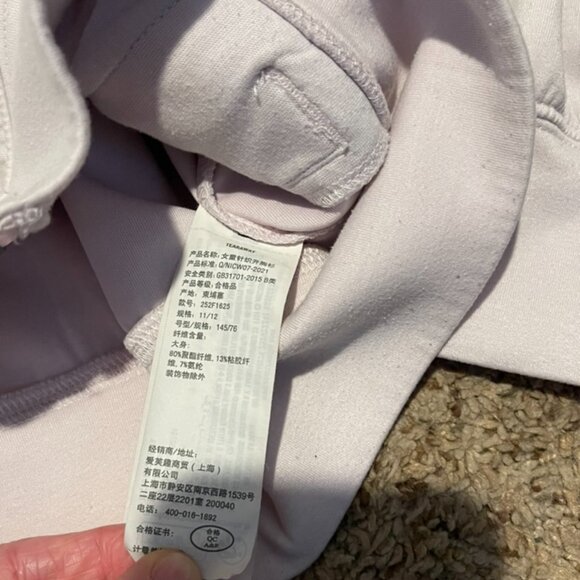 TEARAWAY
产品名称: 女童针织开胸衫
产品标准: Q/NICW07-2021
安全类别: GB31701-2015 B类
产品等级: 合格品
产地: 柬埔寨
款号: 252F1625
规格: 11/12
号型/规格: 145/76
纤维含量:
大身:
80%聚酯纤维, 13%粘胶纤
维, 7%氨纶
装饰物除外
经销商/地址:
爱芙趣商贸(上海)
有限公司
上海市静安区南京西路1539号
二座22层2201室 200040
电话: 400-016-1892
合格证书:
合格
QC
A&F